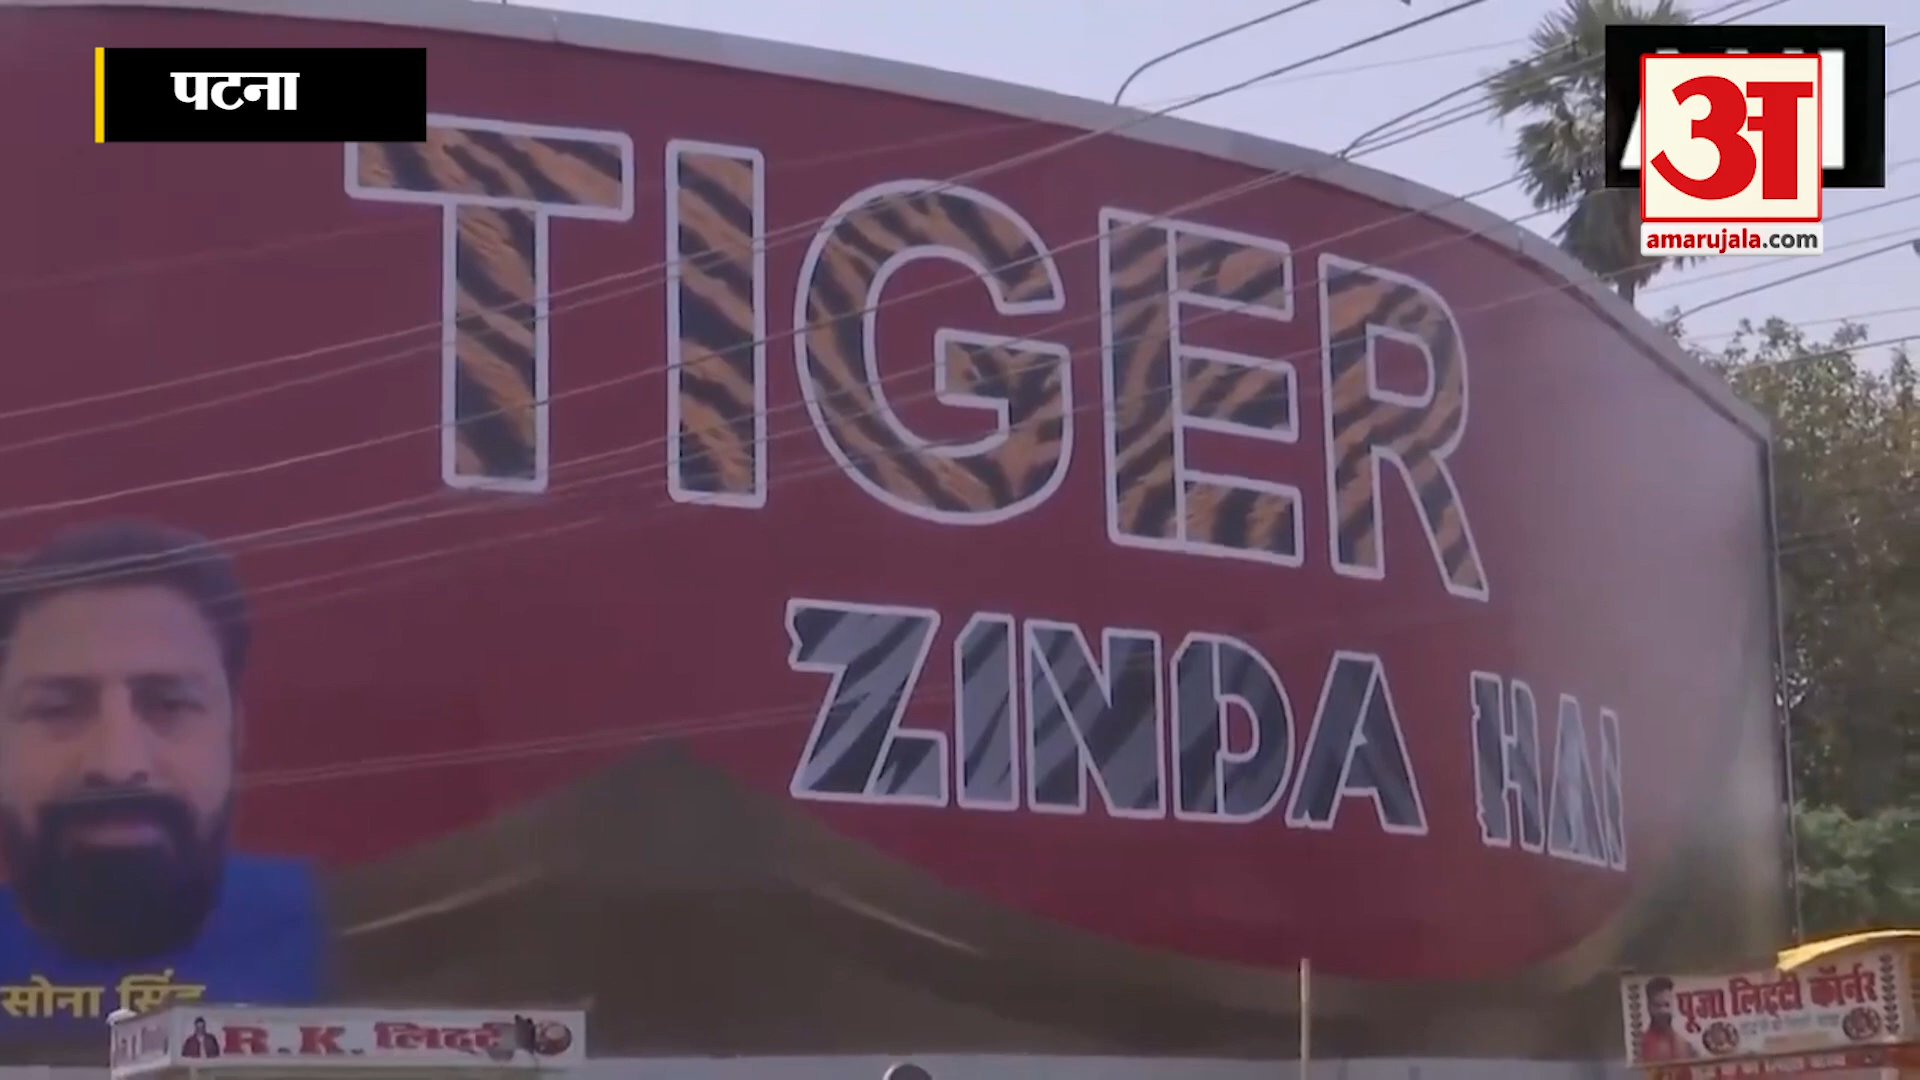 पटना
अ
amarujala.com
TIGER
ZINDA HAI
सोना सिंह
R.K. लिट्टी
पूजा लिट्टी कॉर्नर